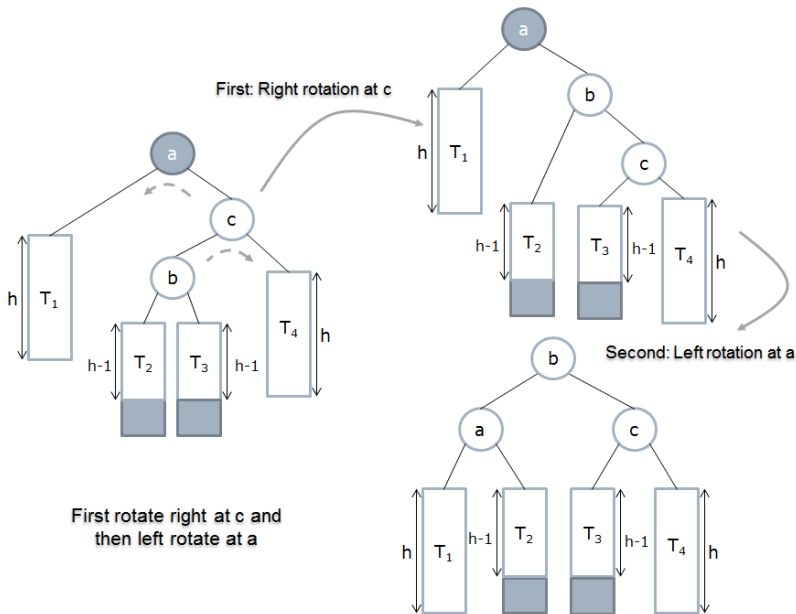 a
First: Right rotation at c
b
h
T1
c
a
c
h-1
T2
T3
h-1
T4
h
b
h
T1
T4
h
h-1
T2
T3
h-1
Second: Left rotation at a
b
a
c
First rotate right at c and
then left rotate at a
h
T1
h-1
T2
T3
h-1
T4
h